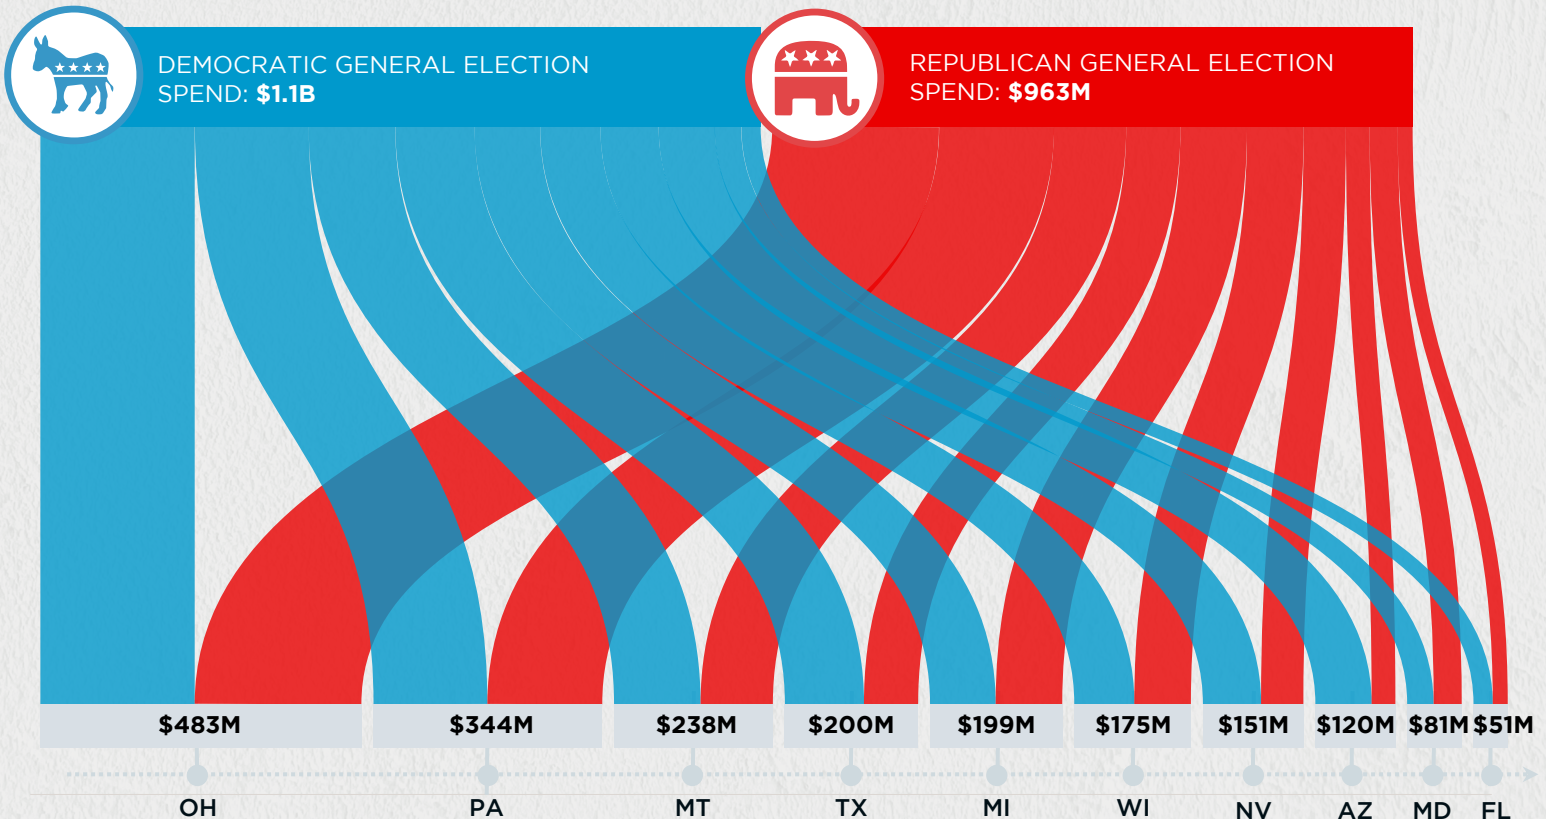 DEMOCRATIC GENERAL ELECTION
SPEND: $1.1B
REPUBLICAN GENERAL ELECTION
SPEND: $963M
$483M
$344M
$238M
$200M
$199M
$175M
$151M
$120M
$81M
$51M
OH
PA
MT
TX
MI
WI
NV
AZ
MD
FL